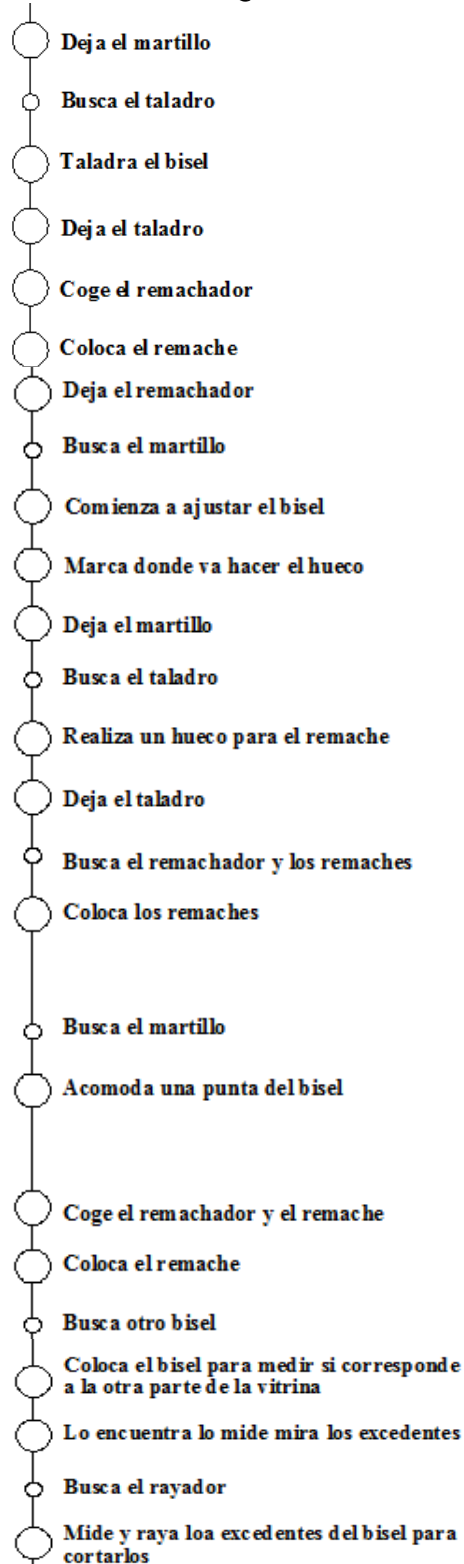 Deja el martillo
Busca el taladro
Taladra el bisel
Deja el taladro
Coge el remachador
Coloca el remache
Deja el remachador
Busca el martillo
Comienza a ajustar el bisel
Marca donde va hacer el hueco
Deja el martillo
Busca el taladro
Realiza un hueco para el remache
Deja el taladro
Busca el remachador y los remaches
Coloca los remaches
Busca el martillo
Acomoda una punta del bisel
Coge el remachador y el remache
Coloca el remache
Busca otro bisel
Coloca el bisel para medir si corresponde
a la otra parte de la vitrina
Lo encuentra lo mide mira los excedentes
Busca el rayador
Mide y raya loa excedentes del bisel para
cortarlos